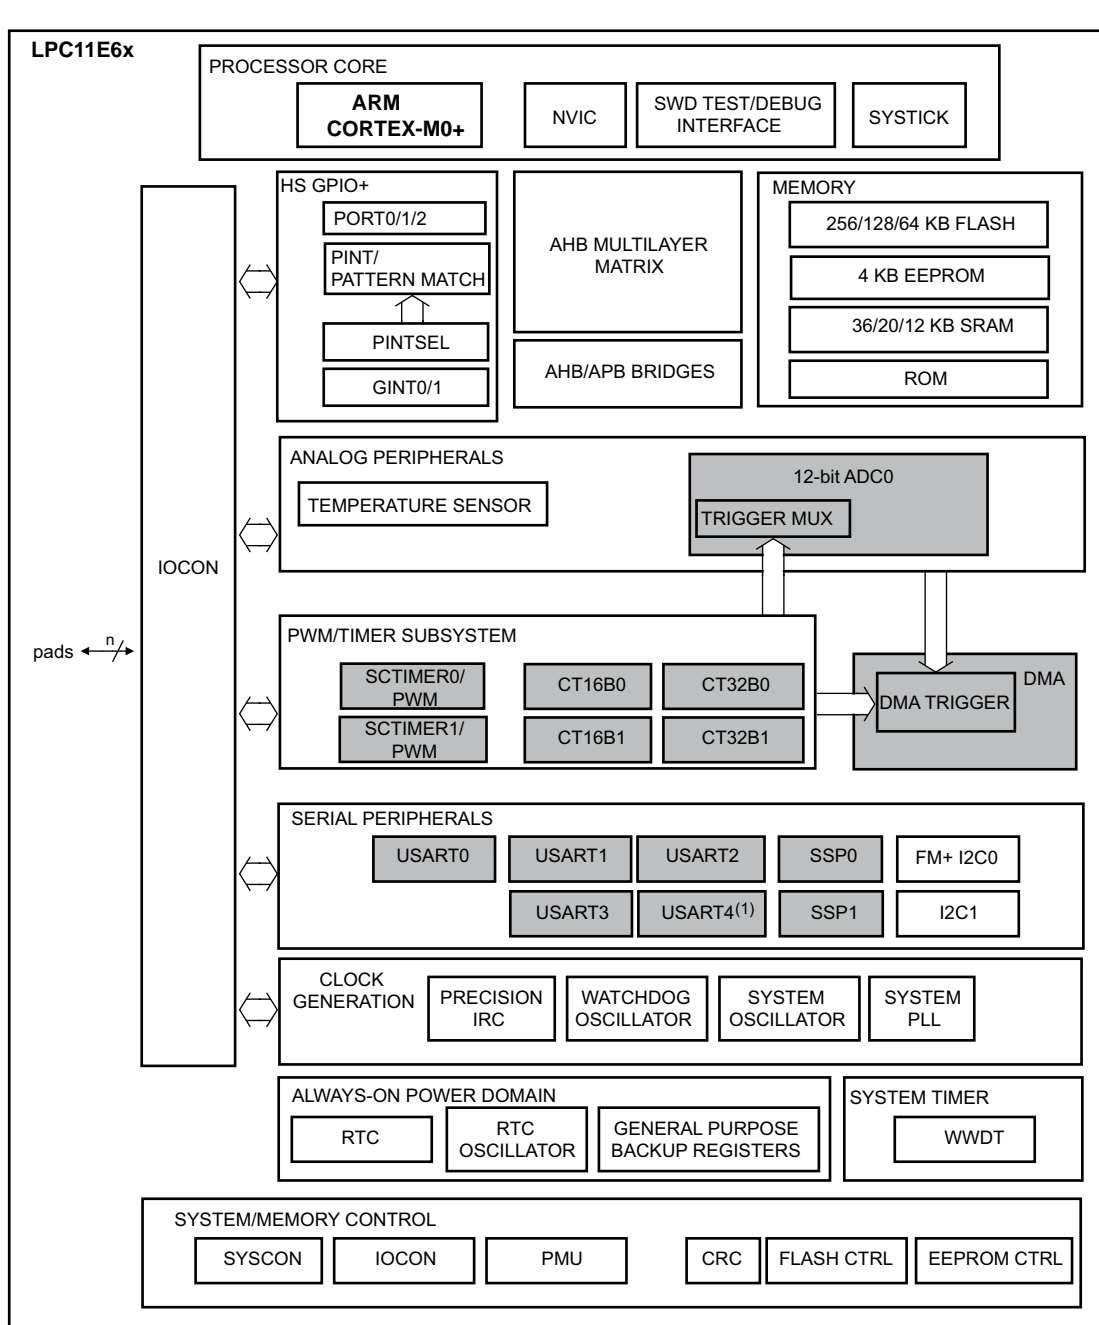 LPC11E6x
PROCESSOR CORE
ARM
CORTEX-M0+
NVIC
SWD TEST/DEBUG
INTERFACE
SYSTICK
HS GPIO+
PORT0/1/2
PINT/
PATTERN MATCH
PINTSEL
GINT0/1
AHB MULTILAYER
MATRIX
AHB/APB BRIDGES
MEMORY
256/128/64 KB FLASH
4 KB EEPROM
36/20/12 KB SRAM
ROM
IOCON
pads
n
ANALOG PERIPHERALS
TEMPERATURE SENSOR
12-bit ADC0
TRIGGER MUX
PWM/TIMER SUBSYSTEM
SCTIMER0/
PWM
CT16B0
CT32B0
SCTIMER1/
PWM
CT16B1
CT32B1
DMA
DMA TRIGGER
SERIAL PERIPHERALS
USART0
USART1
USART2
SSP0
FM+ I2C0
USART3
USART4(1)
SSP1
I2C1
CLOCK
GENERATION
PRECISION
IRC
WATCHDOG
OSCILLATOR
SYSTEM
OSCILLATOR
SYSTEM
PLL
ALWAYS-ON POWER DOMAIN
RTC
RTC
OSCILLATOR
GENERAL PURPOSE
BACKUP REGISTERS
SYSTEM TIMER
WWDT
SYSTEM/MEMORY CONTROL
SYSCON
IOCON
PMU
CRC
FLASH CTRL
EEPROM CTRL